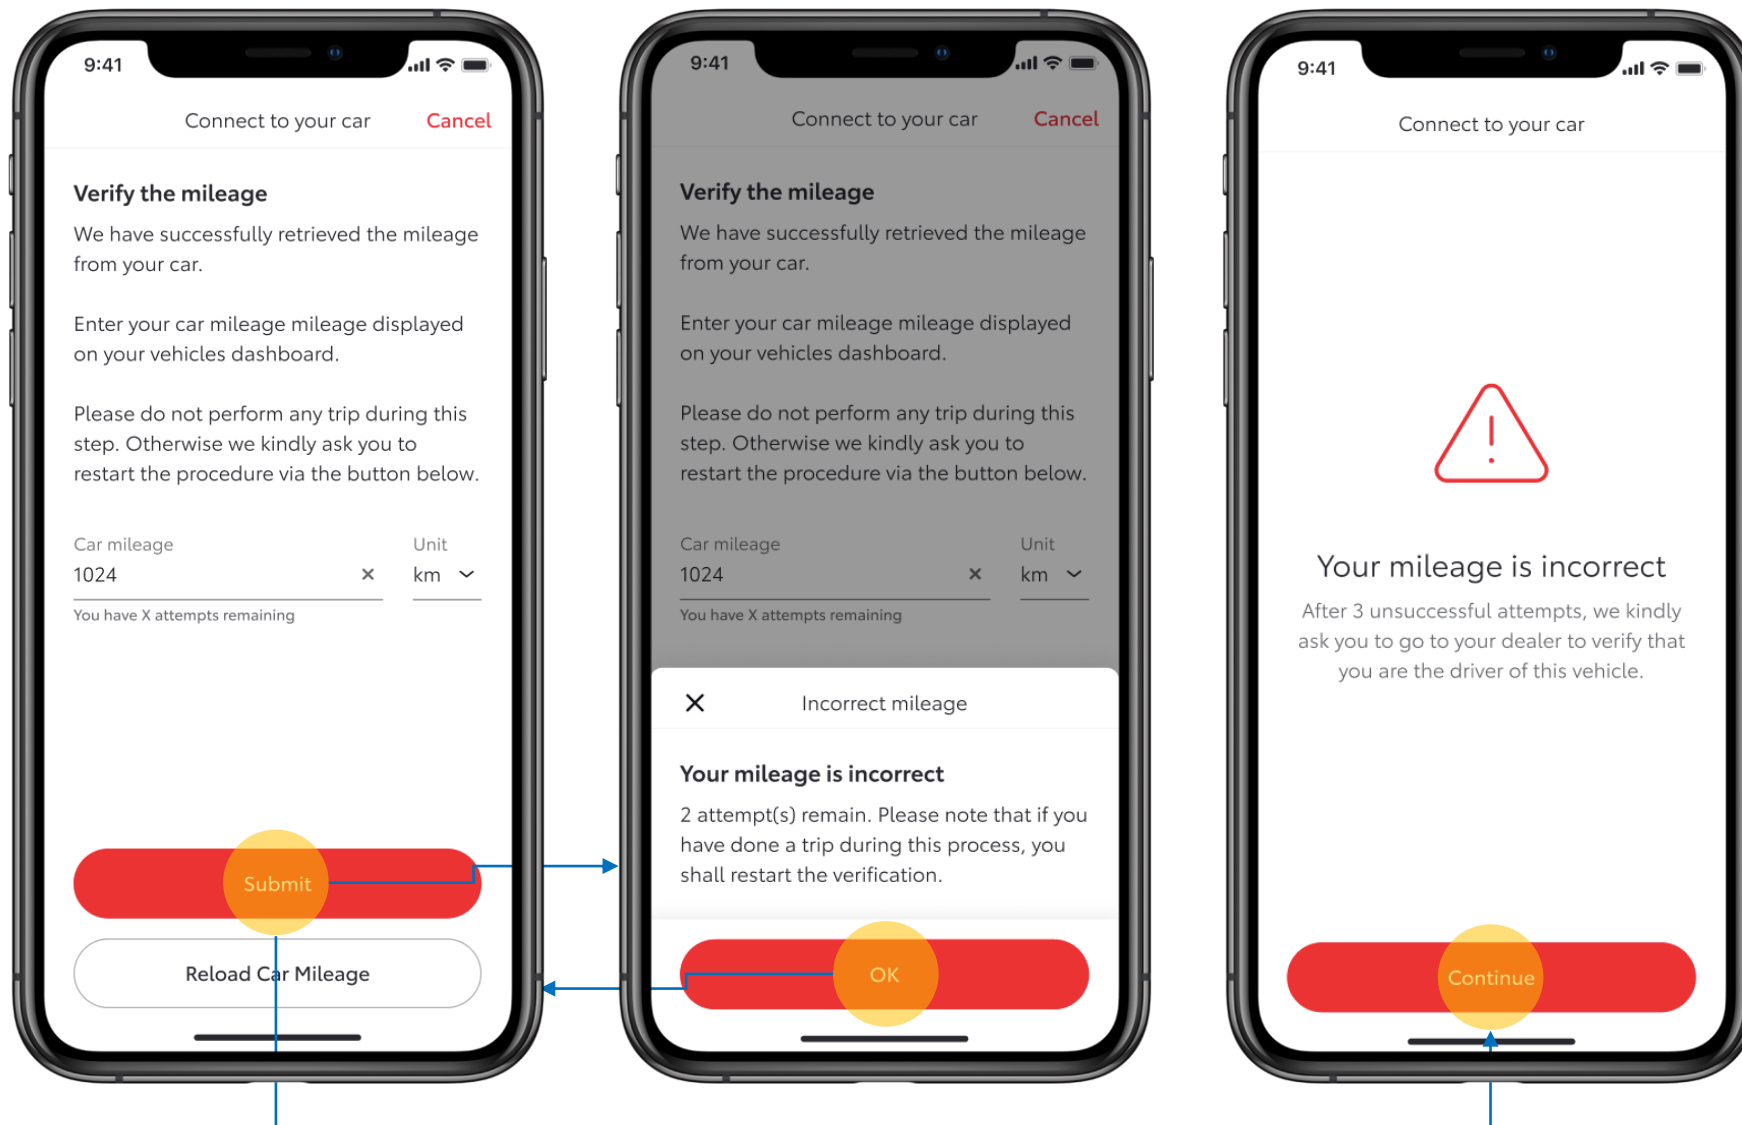 9:41
Connect to your car
Cancel
Verify the mileage
We have successfully retrieved the mileage
from your car.
Enter your car mileage mileage displayed
on your vehicles dashboard.
Please do not perform any trip during this
step. Otherwise we kindly ask you to
restart the procedure via the button below.
Car mileage
Unit
1024
km
You have X attempts remaining
Submit
Reload Car Mileage
9:41
Connect to your car
Cancel
Verify the mileage
We have successfully retrieved the mileage
from your car.
Enter your car mileage mileage displayed
on your vehicles dashboard.
Please do not perform any trip during this
step. Otherwise we kindly ask you to
restart the procedure via the button below.
Car mileage
Unit
1024
km
You have X attempts remaining
Incorrect mileage
Your mileage is incorrect
2 attempt(s) remain. Please note that if you
have done a trip during this process, you
shall restart the verification.
OK
9:41
Connect to your car
Your mileage is incorrect
After 3 unsuccessful attempts, we kindly
ask you to go to your dealer to verify that
you are the driver of this vehicle.
Continue